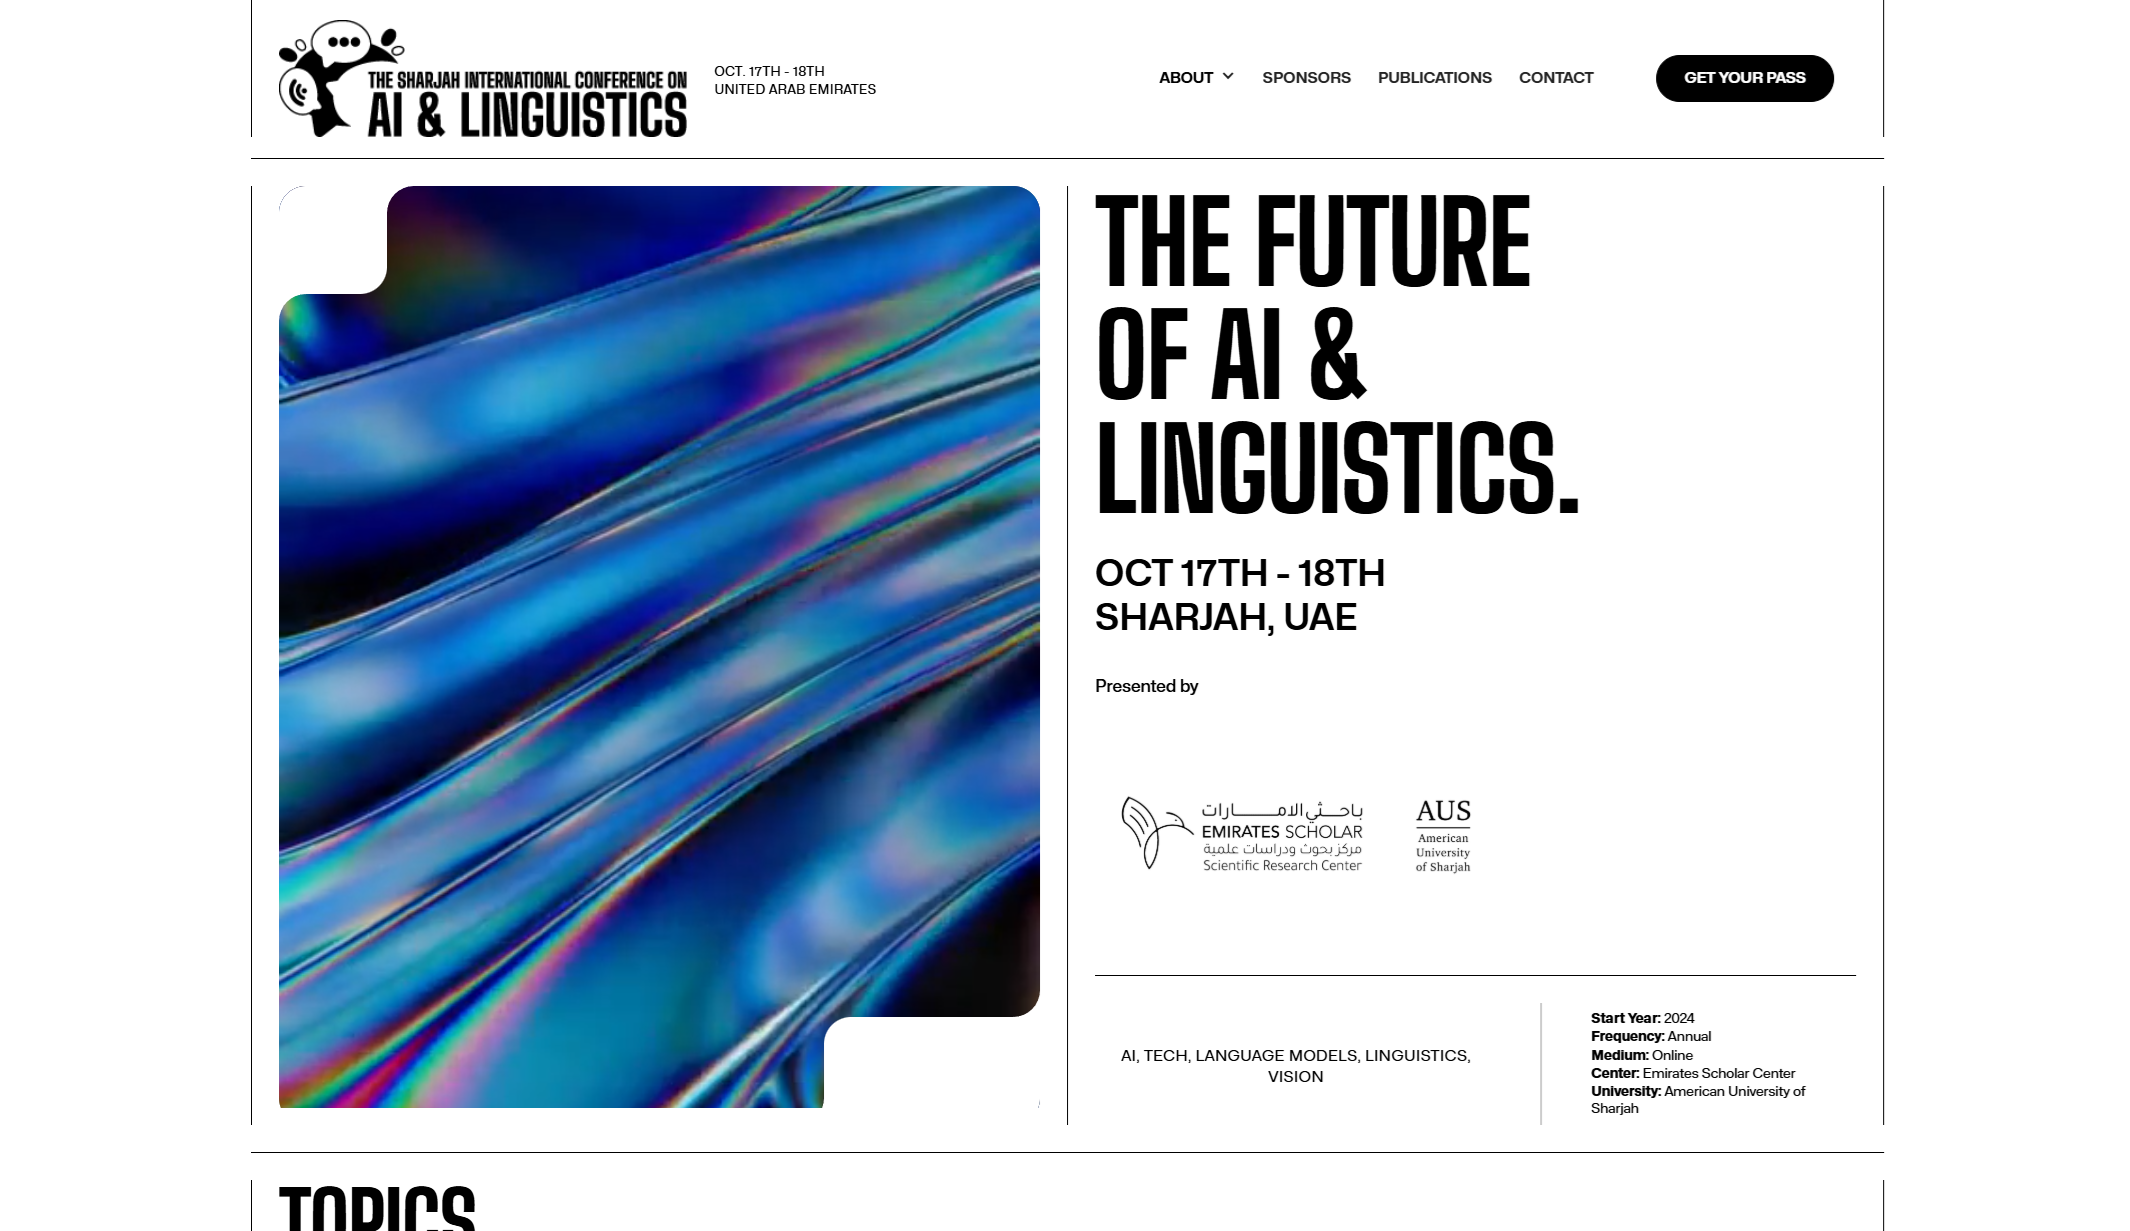 THE SHARJAH INTERNATIONAL CONFERENCE ON
AI & LINGUISTICS
OCT. 17TH - 18TH
UNITED ARAB EMIRATES
ABOUT
SPONSORS
PUBLICATIONS
CONTACT
GET YOUR PASS
THE FUTURE
OF AI &
LINGUISTICS.
OCT 17TH - 18TH
SHARJAH, UAE
Presented by
باحــــثي الامـــــــــارات
EMIRATES SCHOLAR
مركز بحوث ودراسات علمية
Scientific Research Center
AUS
American
University
of Sharjah
AI, TECH, LANGUAGE MODELS, LINGUISTICS,
VISION
Start Year: 2024
Frequency: Annual
Medium: Online
Center: Emirates Scholar Center
University: American University of
Sharjah
TOPICS